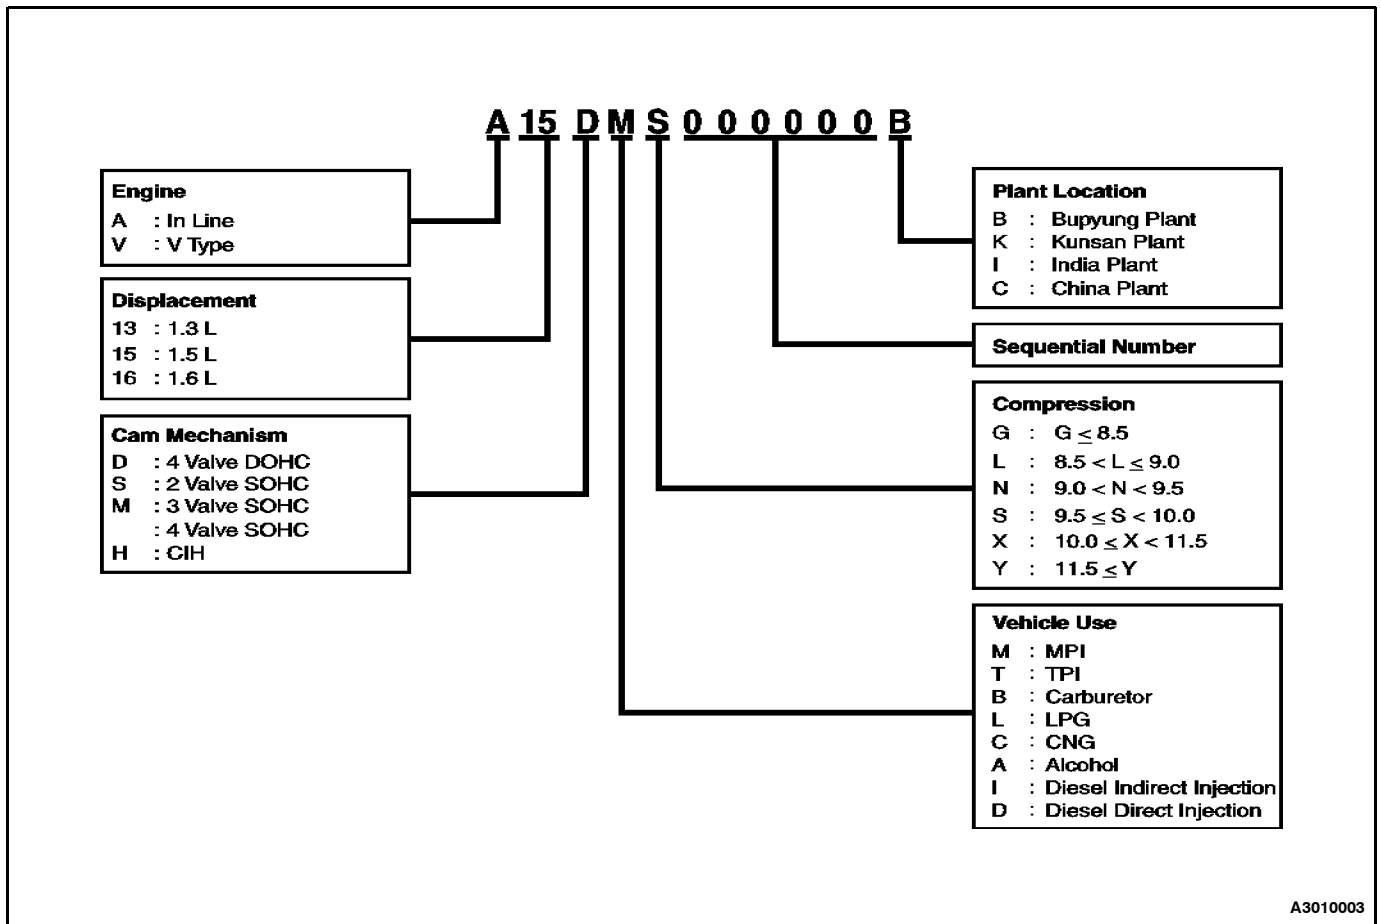 A 15 D M S 0 0 0 0 0 0 B
Engine
A : In Line
V : V Type
Displacement
13 : 1.3 L
15 : 1.5 L
16 : 1.6 L
Cam Mechanism
D : 4 Valve DOHC
S : 2 Valve SOHC
M : 3 Valve SOHC
: 4 Valve SOHC
H : CIH
Plant Location
B : Bupyung Plant
K : Kunsan Plant
I : India Plant
C : China Plant
Sequential Number
Compression
G : G ≤ 8.5
L : 8.5 < L ≤ 9.0
N : 9.0 < N < 9.5
S : 9.5 ≤ S < 10.0
X : 10.0 ≤ X < 11.5
Y : 11.5 ≤ Y
Vehicle Use
M : MPI
T : TPI
B : Carburetor
L : LPG
C : CNG
A : Alcohol
I : Diesel Indirect Injection
D : Diesel Direct Injection
A3010003